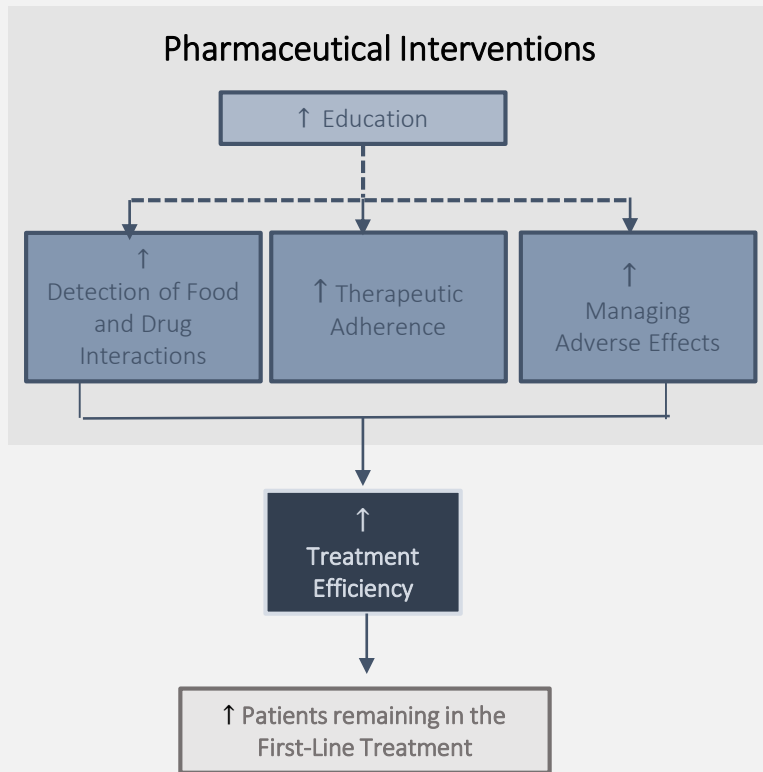 Pharmaceutical Interventions
↑ Education
↑
Detection of Food
and Drug
Interactions
↑ Therapeutic
Adherence
↑
Managing
Adverse Effects
↑
Treatment
Efficiency
↑ Patients remaining in the
First-Line Treatment